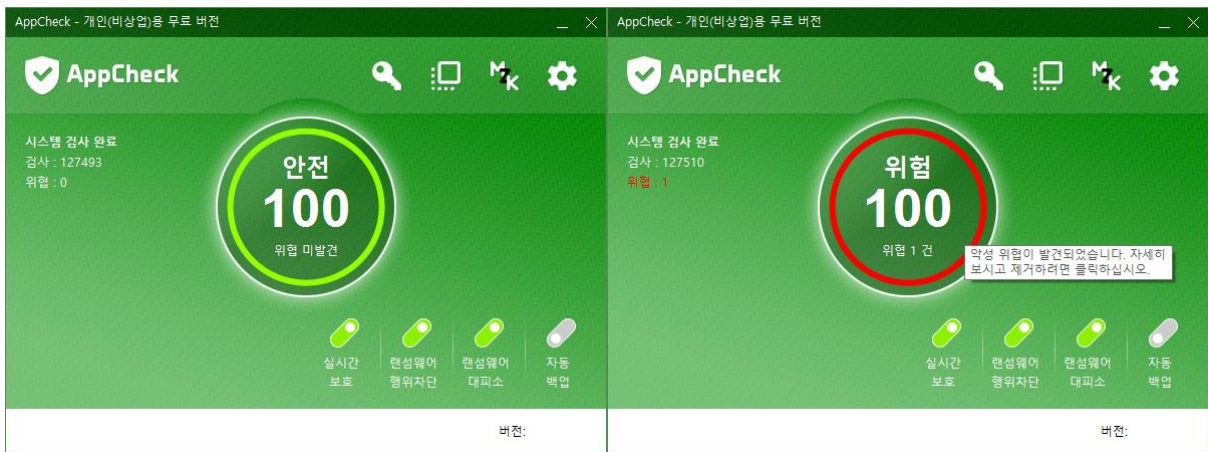 AppCheck - 개인(비상업)용 무료 버전
AppCheck
MZK
시스템 검사 완료
검사 : 127493
위협 : 0
안전
100
위협 미발견
실시간 보호
랜섬웨어 행위차단
랜섬웨어 대피소
자동 백업
버전:
AppCheck - 개인(비상업)용 무료 버전
AppCheck
MZK
시스템 검사 완료
검사 : 127510
위협 : 1
위험
100
위협 1 건
악성 위협이 발견되었습니다. 자세히
보시고 제거하려면 클릭하십시오.
실시간 보호
랜섬웨어 행위차단
랜섬웨어 대피소
자동 백업
버전: